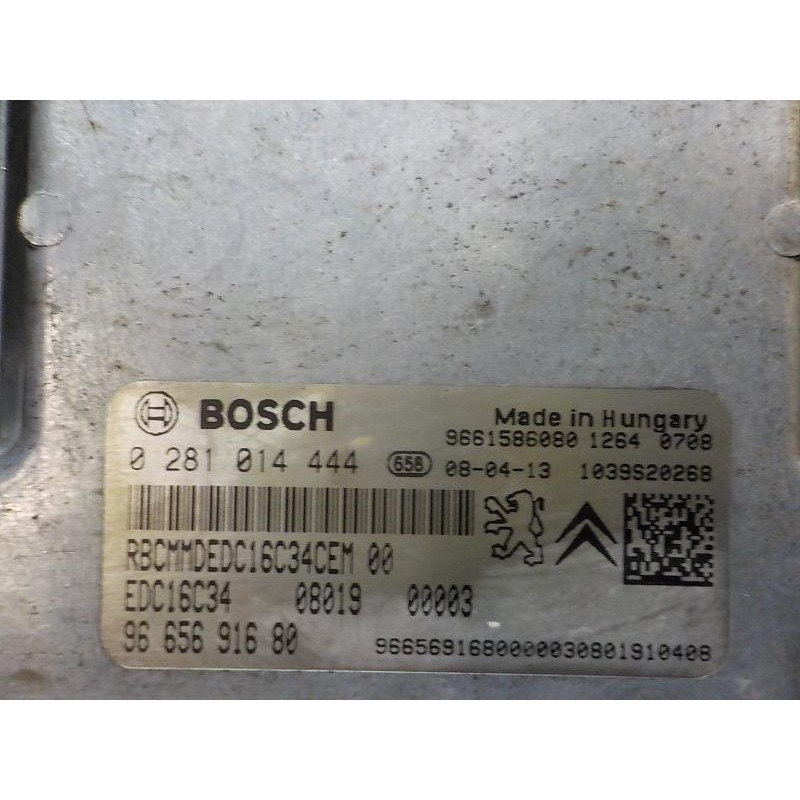 BOSCH
Made in Hungary
9661586080 1264 0708
0 281 014 444 658 08-04-13 1039S20268
RBCMMDEDC16C34CEM 00
EDC16C34 08019 00003
96 656 916 80
9665691680000030801910408